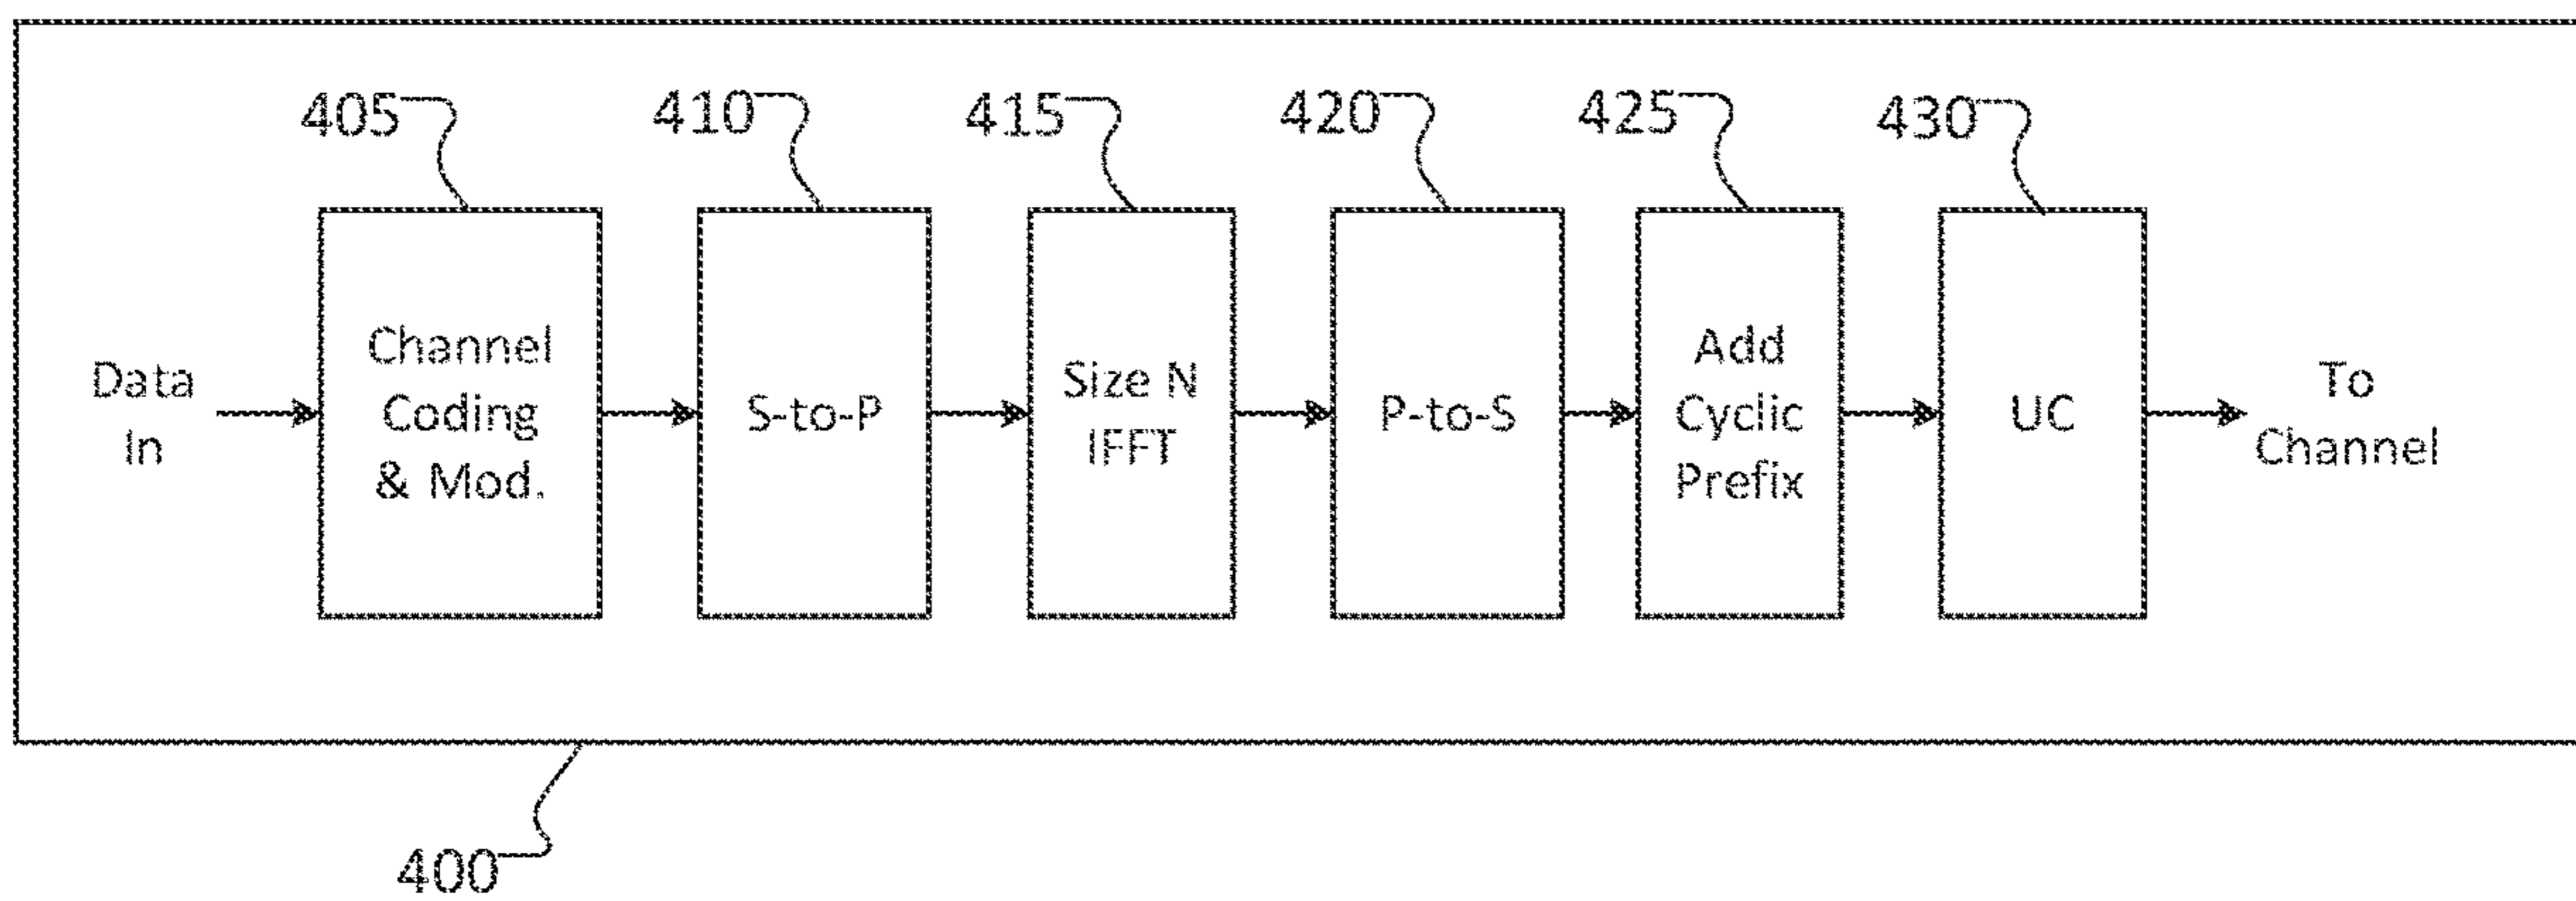 405
410
415
420
425
430
Data
In
Channel
Coding
& Mod.
S-to-P
Size N
IFFT
P-to-S
Add
Cyclic
Prefix
UC
To
Channel
400